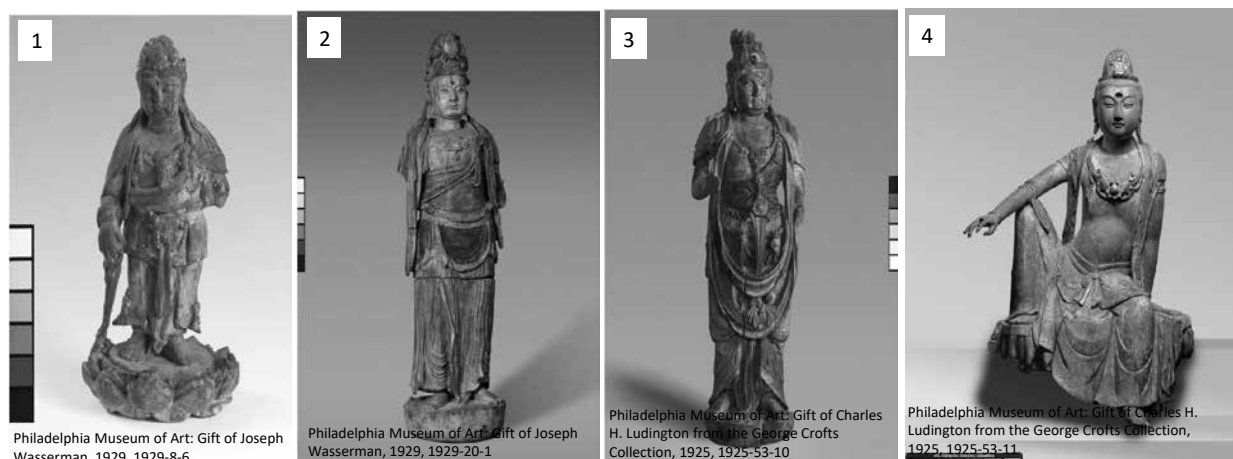 1
2
3
4
Philadelphia Museum of Art: Gift of Joseph
Wasserman, 1929, 1929-8-6
Philadelphia Museum of Art: Gift of Joseph
Wasserman, 1929, 1929-20-1
Philadelphia Museum of Art: Gift of Charles
H. Ludington from the George Crofts
Collection, 1925, 1925-53-10
Philadelphia Museum of Art: Gift of Charles H.
Ludington from the George Crofts Collection,
1925, 1925-53-11